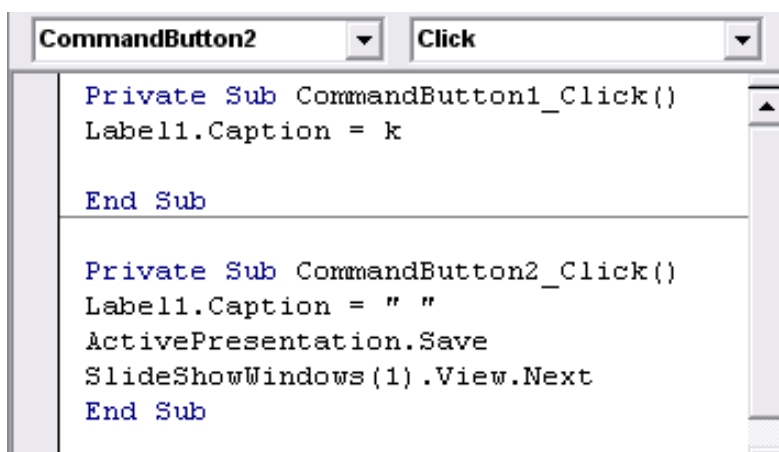 CommandButton2 Click
Private Sub CommandButton1_Click()
Label1.Caption = k
End Sub
Private Sub CommandButton2_Click()
Label1.Caption = " "
ActivePresentation.Save
SlideShowWindows(1).View.Next
End Sub